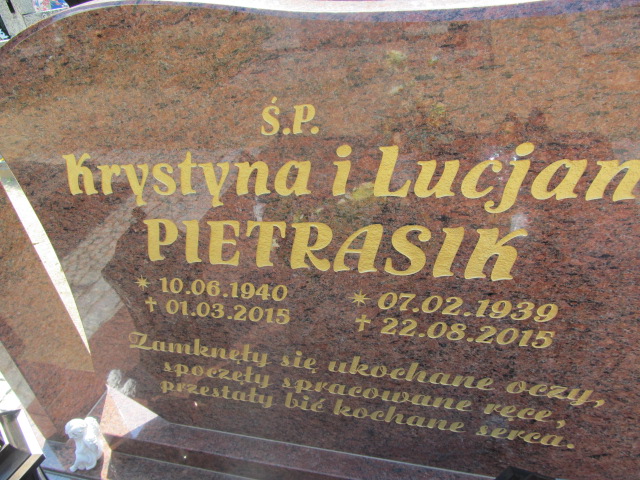 Ś.P.
Krystyna i Lucjan
PIETRASIK
* 10.06.1940 * 07.02.1939
† 01.03.2015 † 22.08.2015
Zamknęły się ukochane oczy,
spoczęły spracowane ręce,
przestały bić kochane serca.